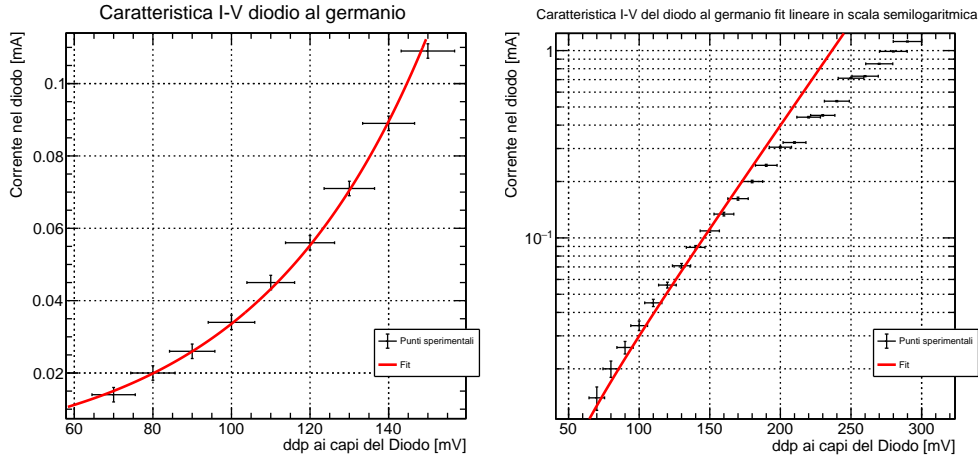 Caratteristica I-V diodio al germanio
Corrente nel diodo [mA]
0.1
0.08
0.06
0.04
0.02
60 80 100 120 140
ddp ai capi del Diodo [mV]
Punti sperimentali
Fit
Caratteristica I-V del diodo al germanio fit lineare in scala semilogaritmica
Corrente nel diodo [mA]
1
10⁻¹
50 100 150 200 250 300
ddp ai capi del Diodo [mV]
Punti sperimentali
Fit